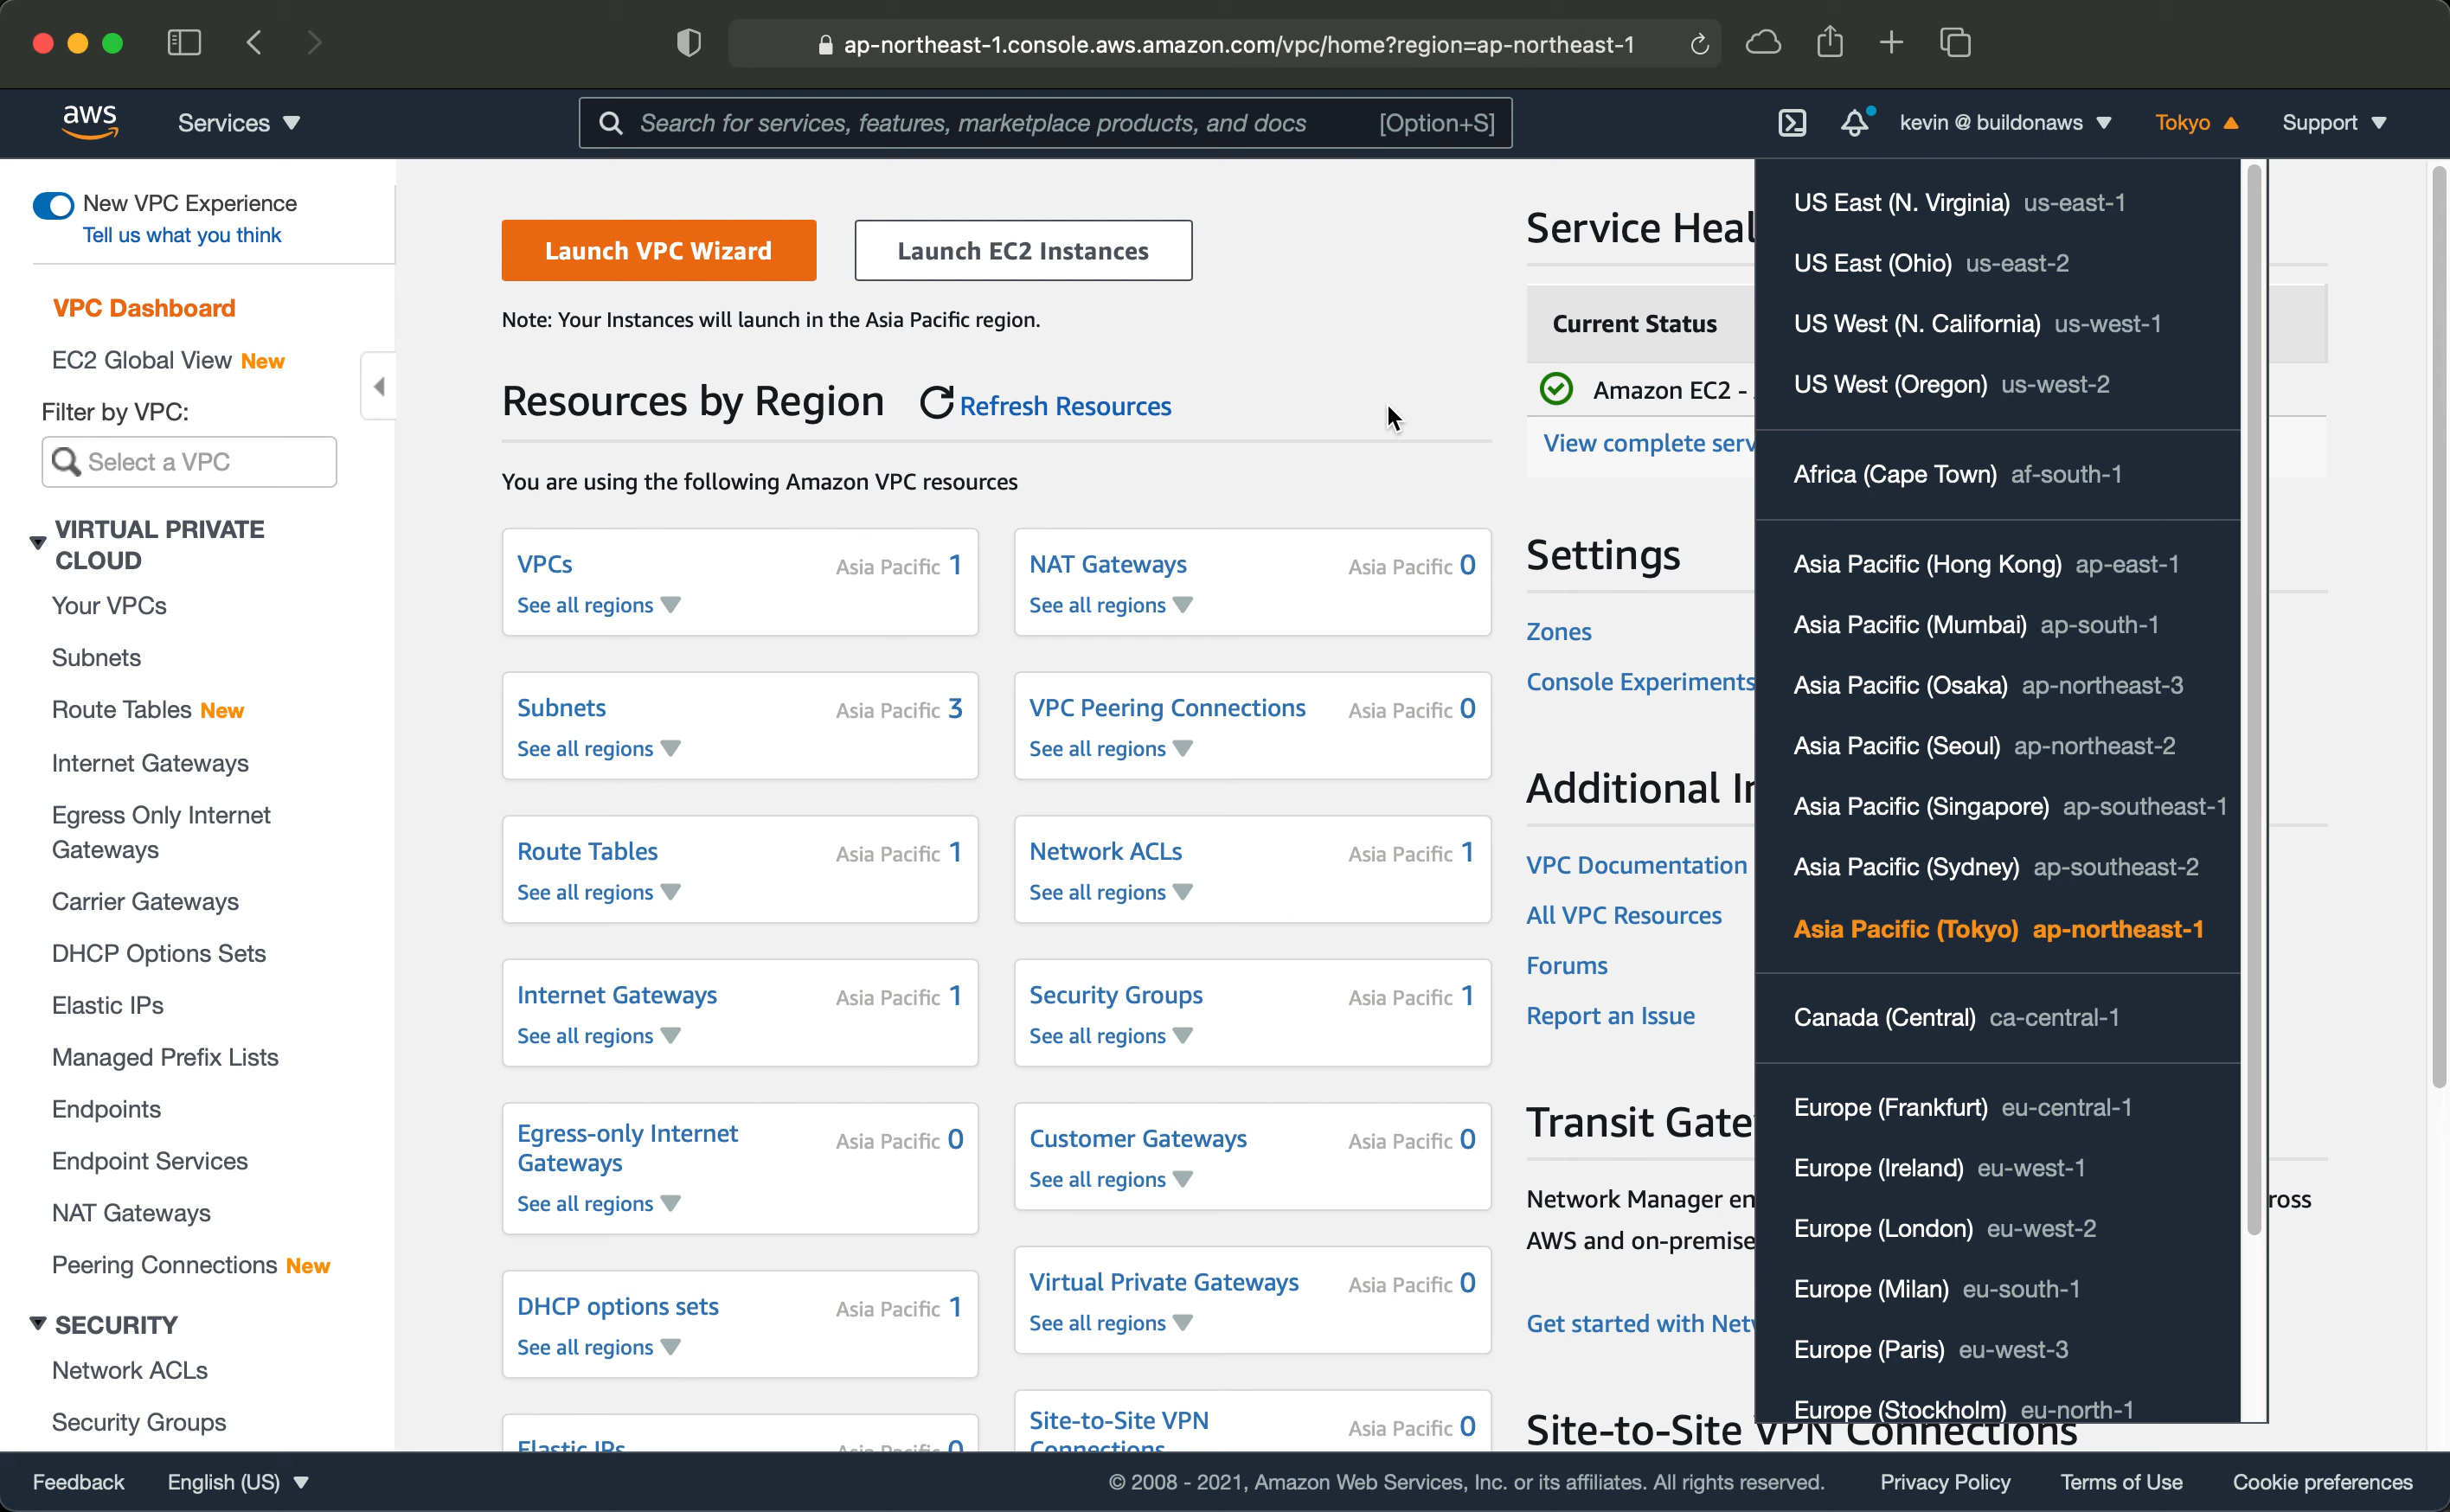 ap-northeast-1.console.aws.amazon.com/vpc/home?region=ap-northeast-1
aws
Services
Search for services, features, marketplace products, and docs [Option+S]
kevin @ buildonaws
Tokyo
Support
New VPC Experience
Tell us what you think
VPC Dashboard
EC2 Global View New
Filter by VPC:
Select a VPC
VIRTUAL PRIVATE
CLOUD
Your VPCs
Subnets
Route Tables New
Internet Gateways
Egress Only Internet
Gateways
Carrier Gateways
DHCP Options Sets
Elastic IPs
Managed Prefix Lists
Endpoints
Endpoint Services
NAT Gateways
Peering Connections New
SECURITY
Network ACLs
Security Groups
Launch VPC Wizard
Launch EC2 Instances
Note: Your Instances will launch in the Asia Pacific region.
Resources by Region Refresh Resources
You are using the following Amazon VPC resources
VPCs Asia Pacific 1
See all regions
NAT Gateways Asia Pacific 0
See all regions
Subnets Asia Pacific 3
See all regions
VPC Peering Connections Asia Pacific 0
See all regions
Route Tables Asia Pacific 1
See all regions
Network ACLs Asia Pacific 1
See all regions
Internet Gateways Asia Pacific 1
See all regions
Security Groups Asia Pacific 1
See all regions
Egress-only Internet
Gateways Asia Pacific 0
See all regions
Customer Gateways Asia Pacific 0
See all regions
DHCP options sets Asia Pacific 1
See all regions
Virtual Private Gateways Asia Pacific 0
See all regions
Elastic IPs Asia Pacific 0
Site-to-Site VPN
Connections Asia Pacific 0
Service Heal
Current Status
Amazon EC2 -
View complete serv
Settings
Zones
Console Experiments
Additional Ir
VPC Documentation
All VPC Resources
Forums
Report an Issue
Transit Gate
Network Manager en ross
AWS and on-premise
Get started with Net
Site-to-Site VPN Connections
US East (N. Virginia) us-east-1
US East (Ohio) us-east-2
US West (N. California) us-west-1
US West (Oregon) us-west-2
Africa (Cape Town) af-south-1
Asia Pacific (Hong Kong) ap-east-1
Asia Pacific (Mumbai) ap-south-1
Asia Pacific (Osaka) ap-northeast-3
Asia Pacific (Seoul) ap-northeast-2
Asia Pacific (Singapore) ap-southeast-1
Asia Pacific (Sydney) ap-southeast-2
Asia Pacific (Tokyo) ap-northeast-1
Canada (Central) ca-central-1
Europe (Frankfurt) eu-central-1
Europe (Ireland) eu-west-1
Europe (London) eu-west-2
Europe (Milan) eu-south-1
Europe (Paris) eu-west-3
Europe (Stockholm) eu-north-1
Feedback
English (US)
© 2008 - 2021, Amazon Web Services, Inc. or its affiliates. All rights reserved.
Privacy Policy
Terms of Use
Cookie preferences